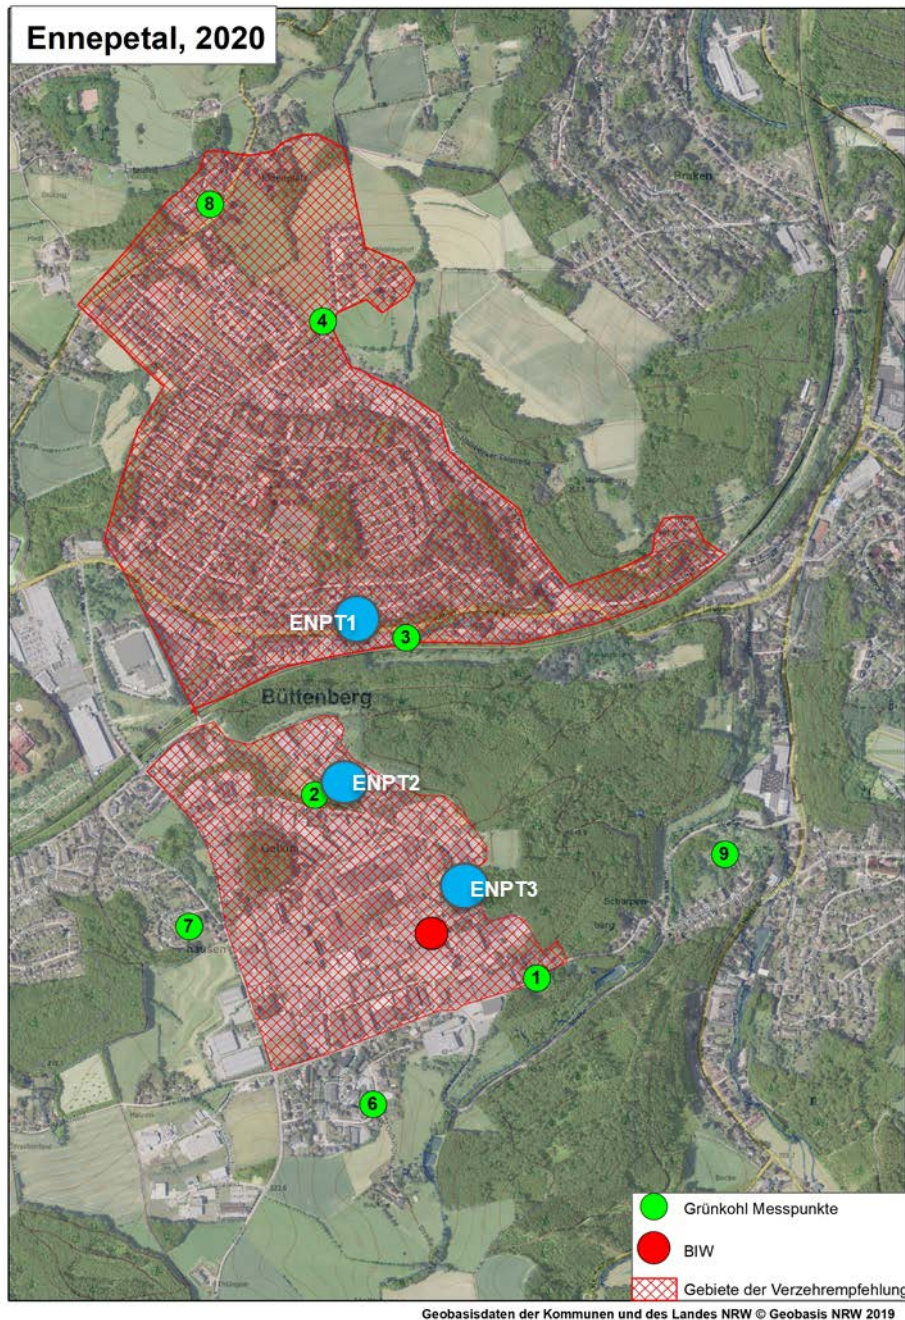 Ennepetal, 2020
8
Braken
4
ENPT1
3
Büttenberg
ENPT2
2
9
ENPT3
7
1
6
Grünkohl Messpunkte
BIW
Gebiete der Verzehrempfehlung
Geobasisdaten der Kommunen und des Landes NRW © Geobasis NRW 2019